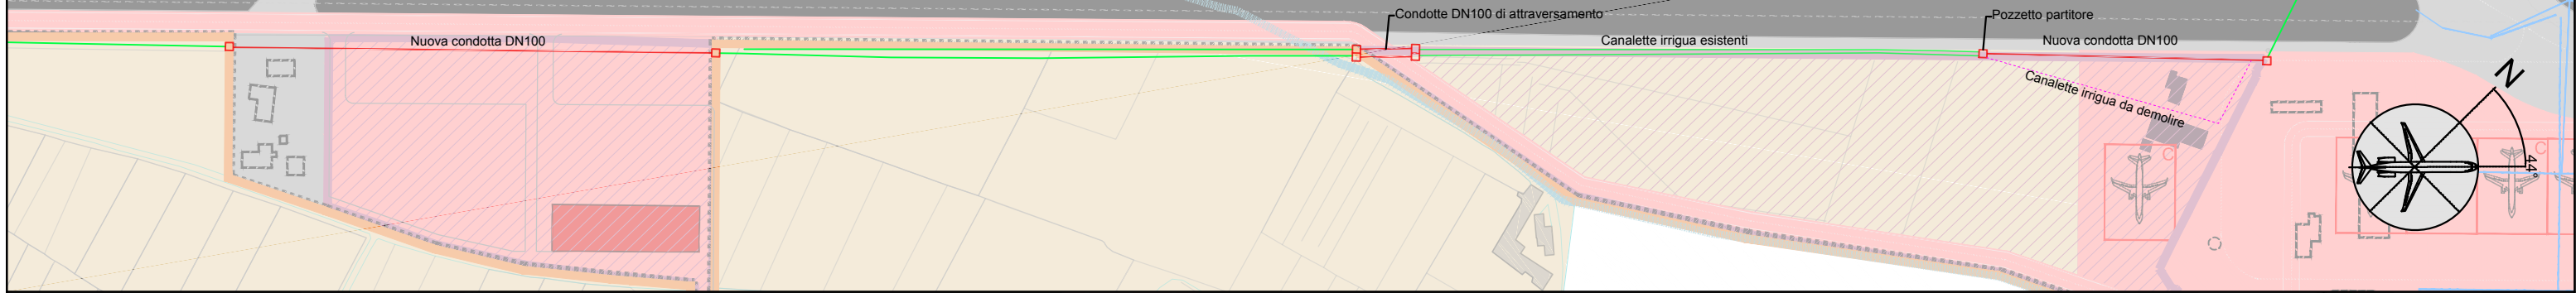 Condotte DN100 di attraversamento
Pozzetto partitore
Nuova condotta DN100
Canalette irrigua esistenti
Nuova condotta DN100
Canalette irrigua da demolire
N
44°
C
C